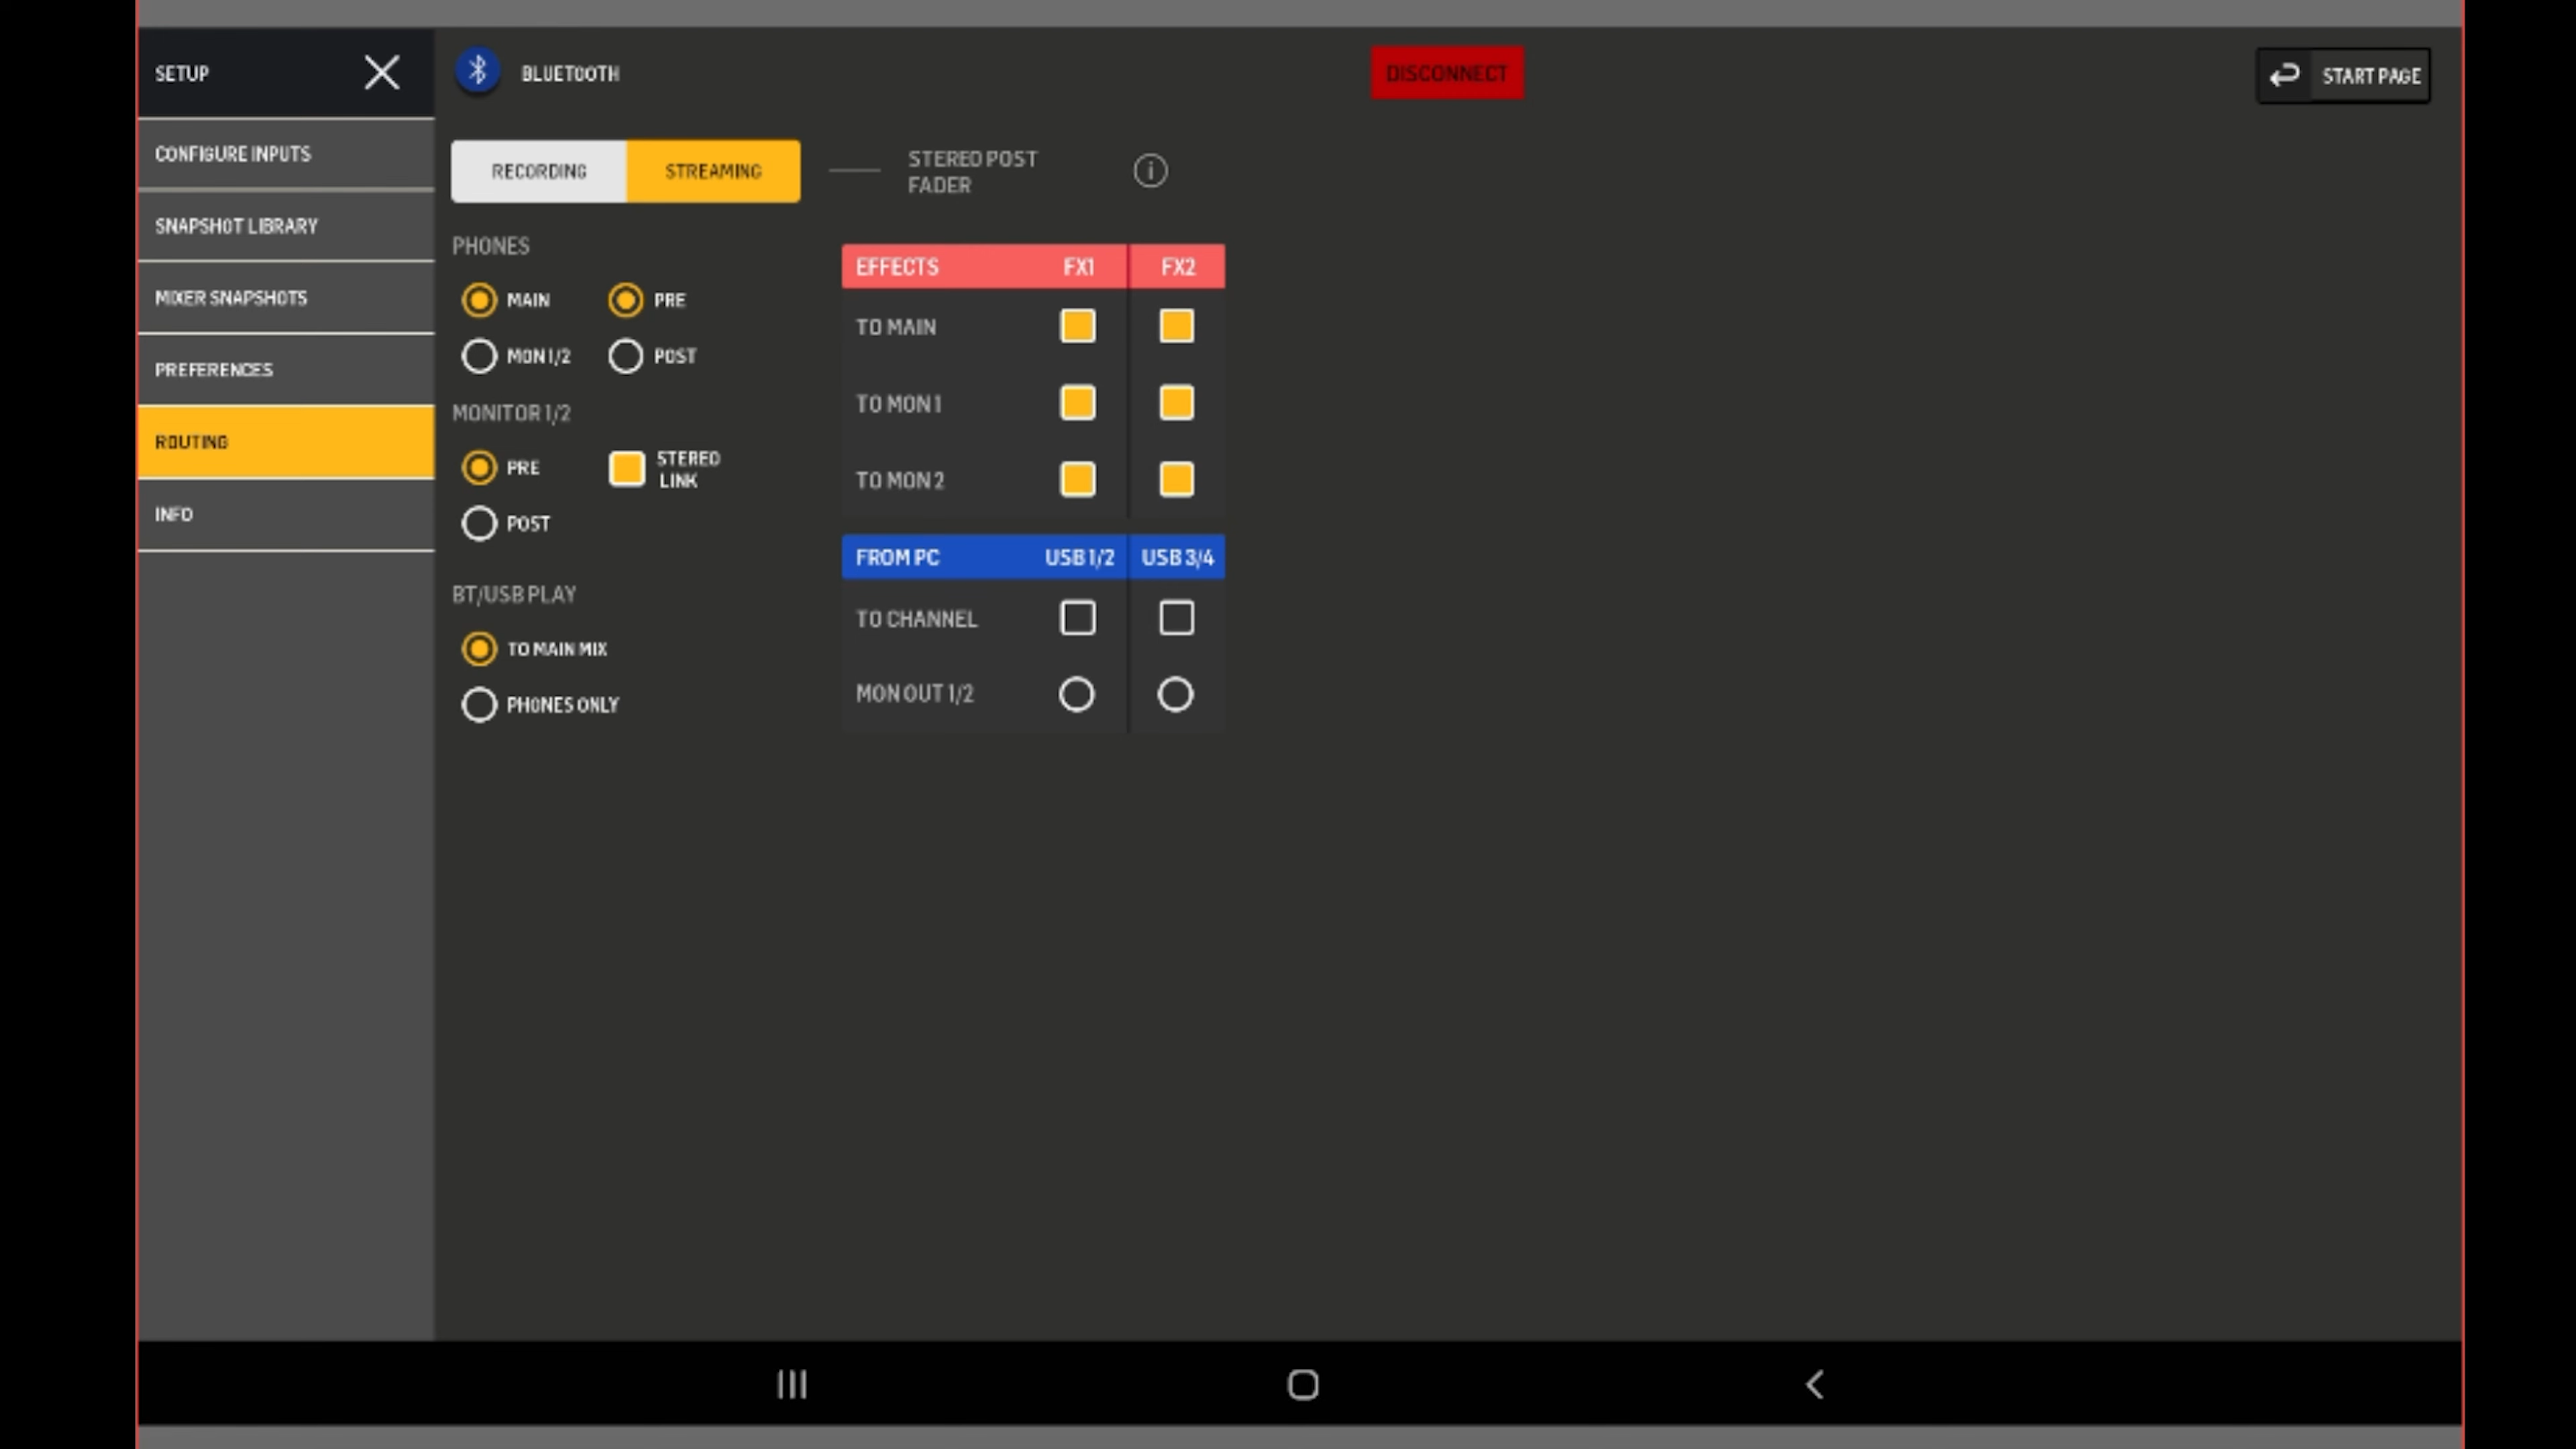 SETUP
BLUETOOTH
DISCONNECT
START PAGE
CONFIGURE INPUTS
SNAPSHOT LIBRARY
MIXER SNAPSHOTS
PREFERENCES
ROUTING
INFO
RECORDING
STREAMING
STEREO POST
FADER
PHONES
MAIN
PRE
MON 1/2
POST
MONITOR 1/2
PRE
STEREO
LINK
POST
BT/USB PLAY
TO MAIN MIX
PHONES ONLY
EFFECTS FX1 FX2
TO MAIN
TO MON 1
TO MON 2
FROM PC USB 1/2 USB 3/4
TO CHANNEL
MON OUT 1/2